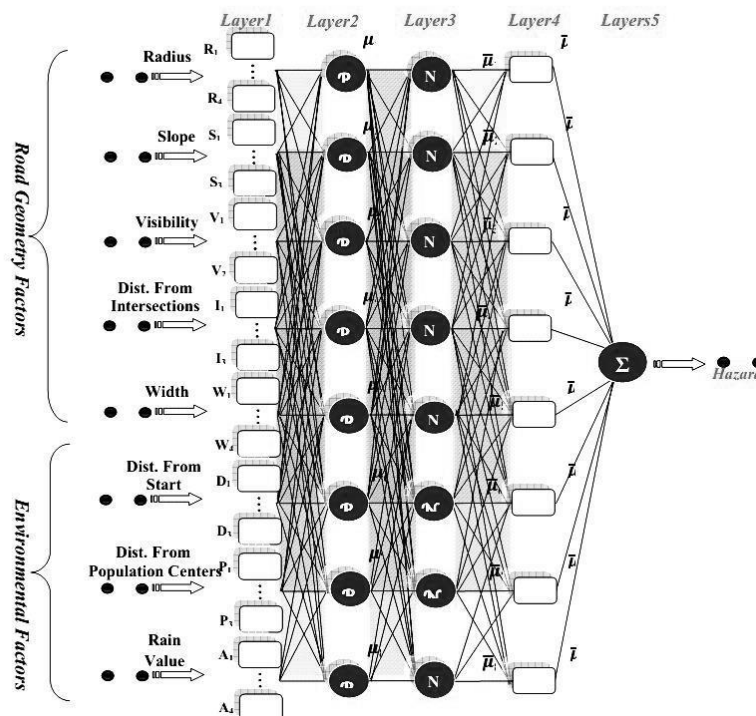 Layer1 Layer2 Layer3 Layer4 Layers5
Road Geometry Factors
Environmental Factors
Radius
Slope
Visibility
Dist. From
Intersections
Width
Dist. From
Start
Dist. From
Population Centers
Rain
Value
R₁
R₄
S₁
S₃
V₁
V₂
I₁
I₃
W₁
W₄
D₁
D₃
P₁
P₃
A₁
A₄
μ
μ
μ
μ
μ
μ
μ
μ
N
N
N
N
N
N
μ̅
μ̅
μ̅
μ̅
μ̅
μ̅
μ̅
μ̅
Σ